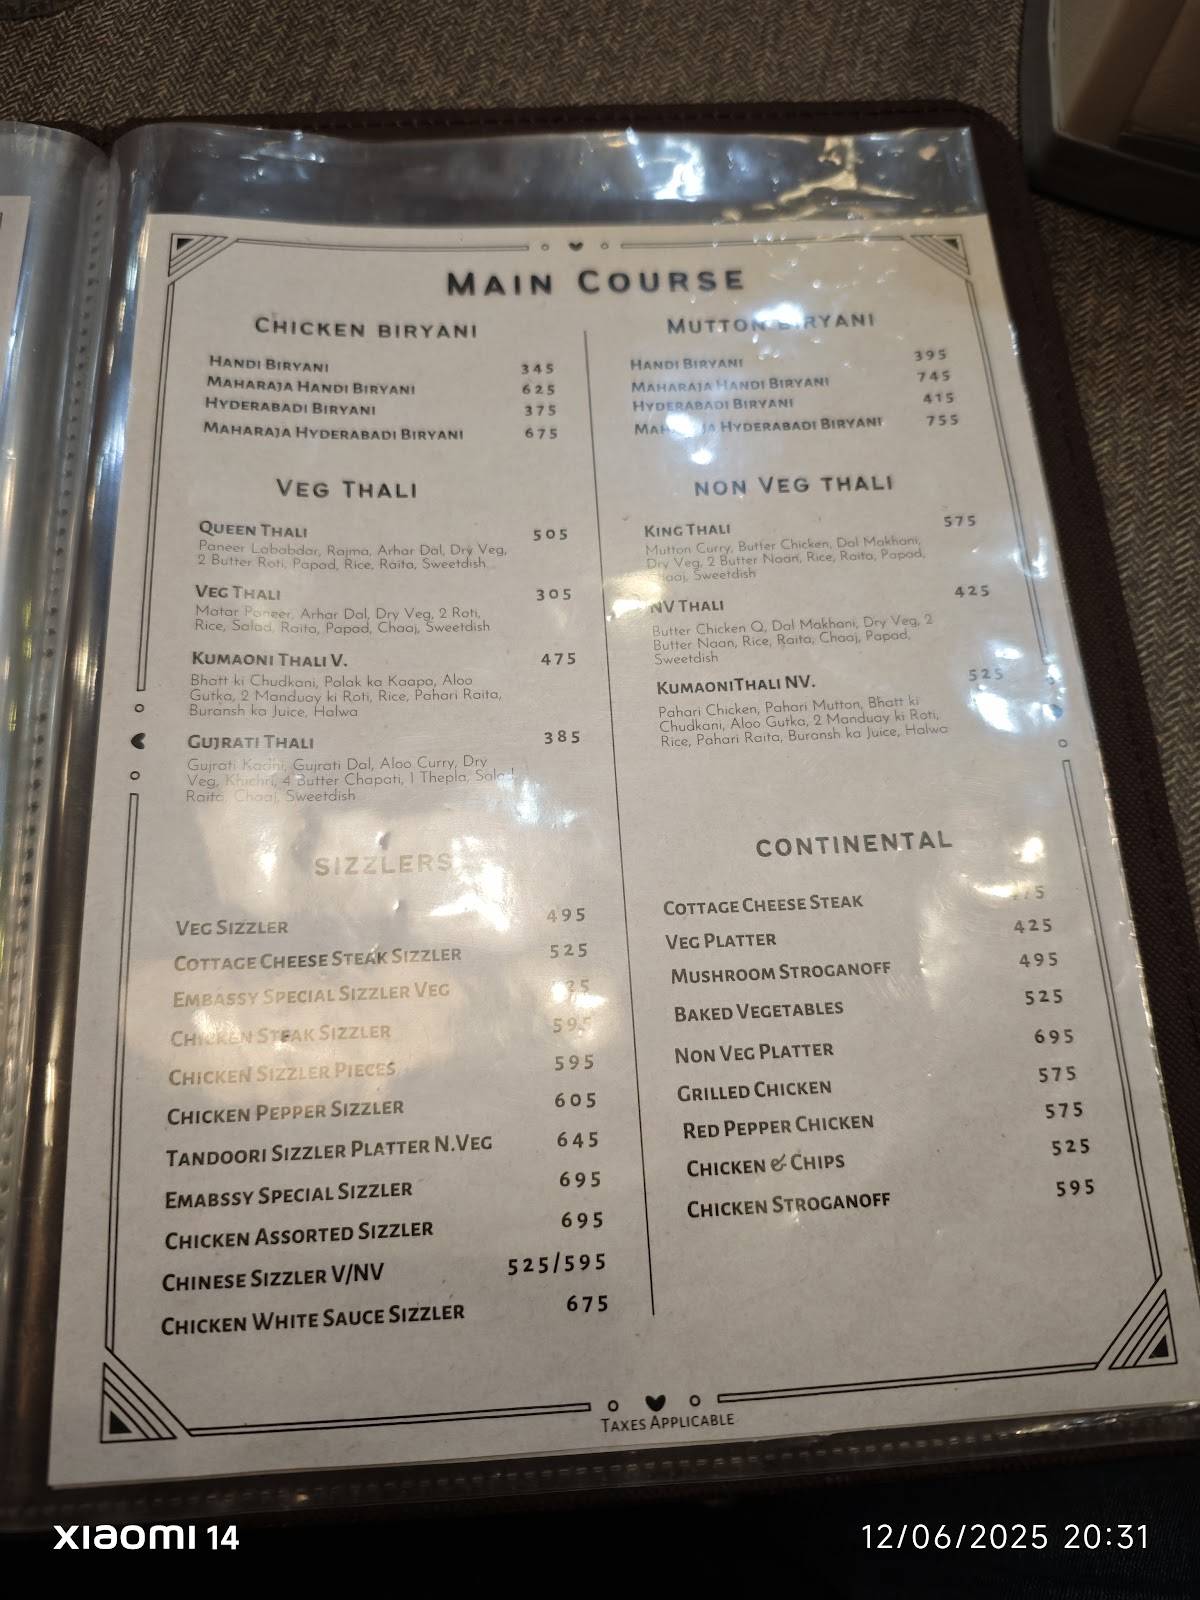 MAIN COURSE
CHICKEN BIRYANI
HANDI BIRYANI 345
MAHARAJA HANDI BIRYANI 625
HYDERABADI BIRYANI 375
MAHARAJA HYDERABADI BIRYANI 675
MUTTON BIRYANI
HANDI BIRYANI 395
MAHARAJA HANDI BIRYANI 745
HYDERABADI BIRYANI 415
MAHARAJA HYDERABADI BIRYANI 755
VEG THALI
QUEEN THALI 505
Paneer Lababdar, Rajma, Arhar Dal, Dry Veg,
2 Butter Roti, Papad, Rice, Raita, Sweetdish
VEG THALI 305
Matar Paneer, Arhar Dal, Dry Veg, 2 Roti,
Rice, Salad, Raita, Papad, Chaaj, Sweetdish
KUMAONI THALI V. 475
Bhatt ki Chudkani, Palak ka Kaapa, Aloo
Gutka, 2 Manduay ki Roti, Rice, Pahari Raita,
Buransh ka Juice, Halwa
GUJRATI THALI 385
Gujrati Kadhi, Gujrati Dal, Aloo Curry, Dry
Veg, Khichri, 4 Butter Chapati, 1 Thepla, Salad
Raita, Chaaj, Sweetdish
NON VEG THALI
KING THALI 575
Mutton Curry, Butter Chicken, Dal Makhani,
Dry Veg, 2 Butter Naan, Rice, Raita, Papad,
Chaaj, Sweetdish
NV THALI 425
Butter Chicken Q, Dal Makhani, Dry Veg, 2
Butter Naan, Rice, Raita, Chaaj, Papad,
Sweetdish
KUMAONITHALI NV. 525
Pahari Chicken, Pahari Mutton, Bhatt ki
Chudkani, Aloo Gutka, 2 Manduay ki Roti,
Rice, Pahari Raita, Buransh ka Juice, Halwa
SIZZLERS
VEG SIZZLER 495
COTTAGE CHEESE STEAK SIZZLER 525
EMBASSY SPECIAL SIZZLER VEG
CHICKEN STEAK SIZZLER 595
CHICKEN SIZZLER PIECES 595
CHICKEN PEPPER SIZZLER 605
TANDOORI SIZZLER PLATTER N.VEG 645
EMABSSY SPECIAL SIZZLER 695
CHICKEN ASSORTED SIZZLER 695
CHINESE SIZZLER V/NV 525/595
CHICKEN WHITE SAUCE SIZZLER 675
CONTINENTAL
COTTAGE CHEESE STEAK
VEG PLATTER 425
MUSHROOM STROGANOFF 495
BAKED VEGETABLES 525
NON VEG PLATTER 695
GRILLED CHICKEN 575
RED PEPPER CHICKEN 575
CHICKEN & CHIPS 525
CHICKEN STROGANOFF 595
TAXES APPLICABLE
XIAOMI 14
12/06/2025 20:31